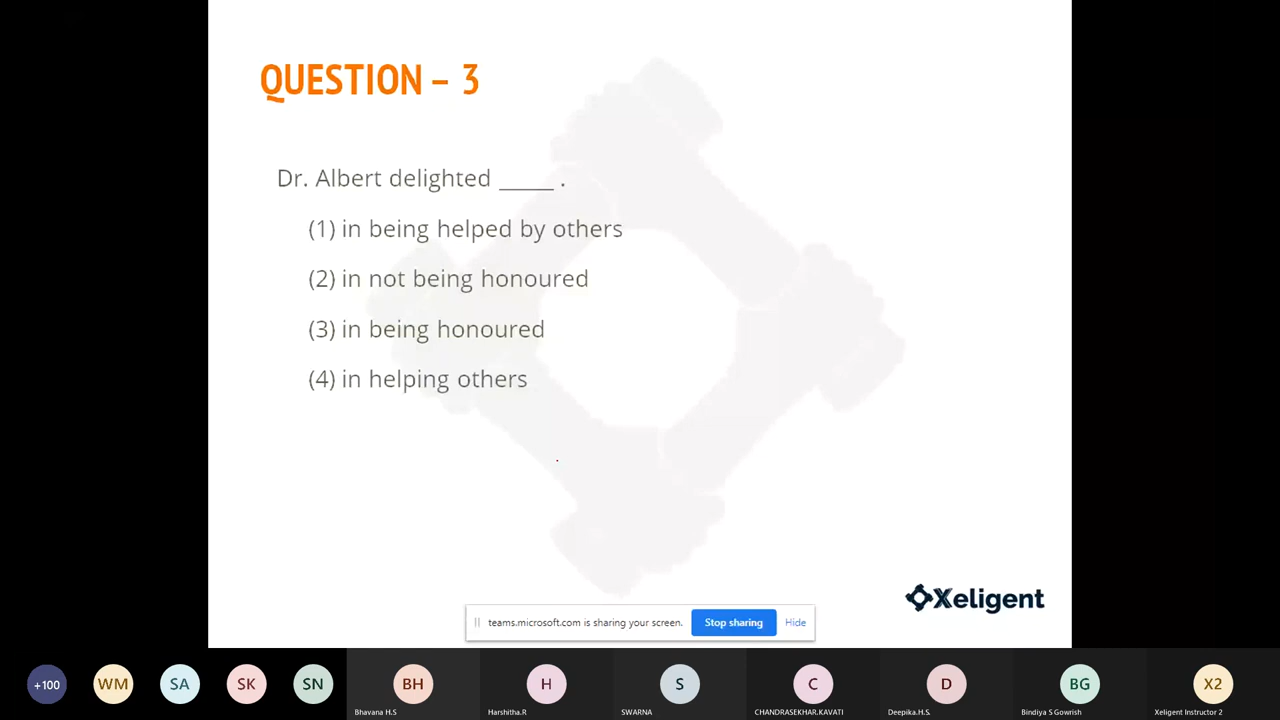 QUESTION – 3
Dr. Albert delighted _____ .
(1) in being helped by others
(2) in not being honoured
(3) in being honoured
(4) in helping others
Xeligent
teams.microsoft.com is sharing your screen. Stop sharing Hide
+100 WM SA SK SN BH H S C D BG X2
Bhavana H.S Harshitha.R SWARNA CHANDRASEKHAR.KAVATI Deepika.H.S. Bindiya S Gowrish Xeligent Instructor 2